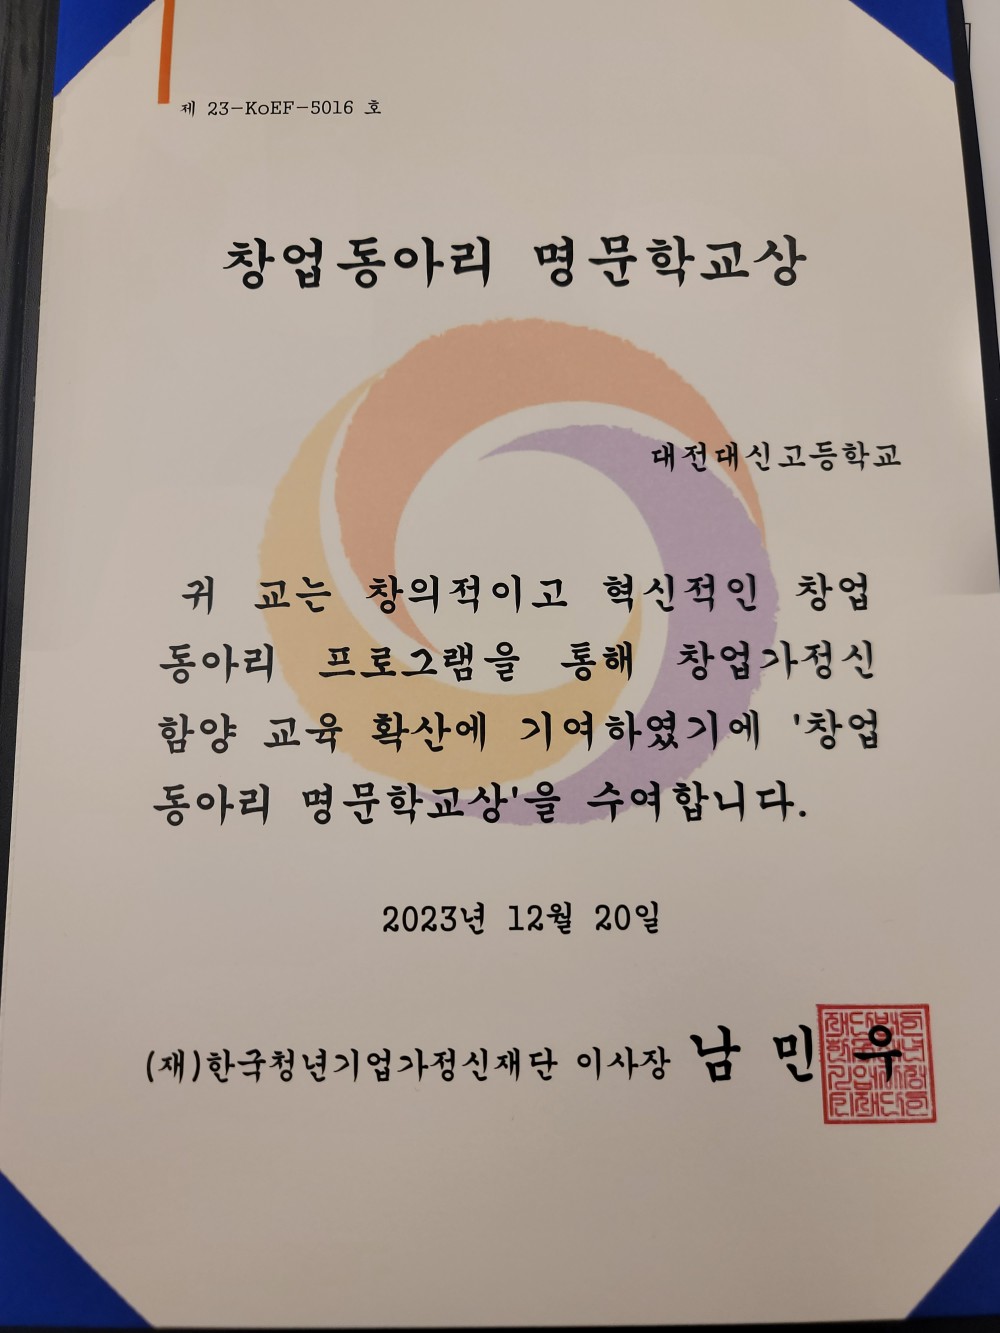 제 23-KoEF-5016 호
창업동아리 명문학교상
대전대신고등학교
귀 교는 창의적이고 혁신적인 창업
동아리 프로그램을 통해 창업가정신
함양 교육 확산에 기여하였기에 '창업
동아리 명문학교상'을 수여합니다.
2023년 12월 20일
(재)한국청년기업가정신재단 이사장 남 민 우